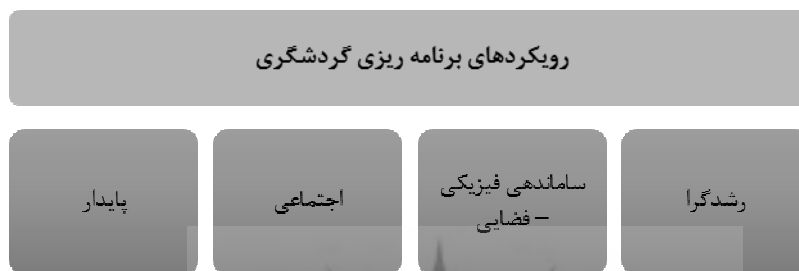 رویکردهای برنامه ریزی گردشگری
رشدگرا
ساماندهی فیزیکی
– فضایی
اجتماعی
پایدار